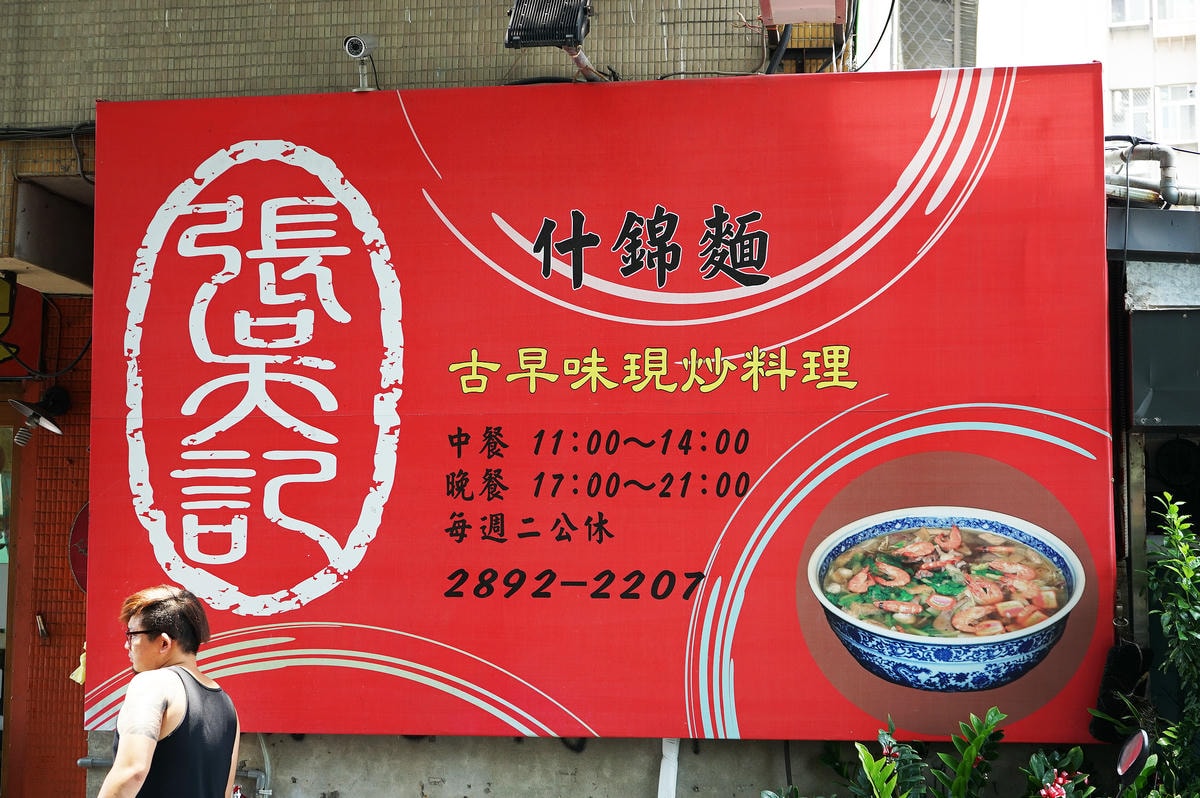 張吳記
什錦麵
古早味現炒料理
中餐 11:00～14:00
晚餐 17:00～21:00
每週二公休
2892-2207